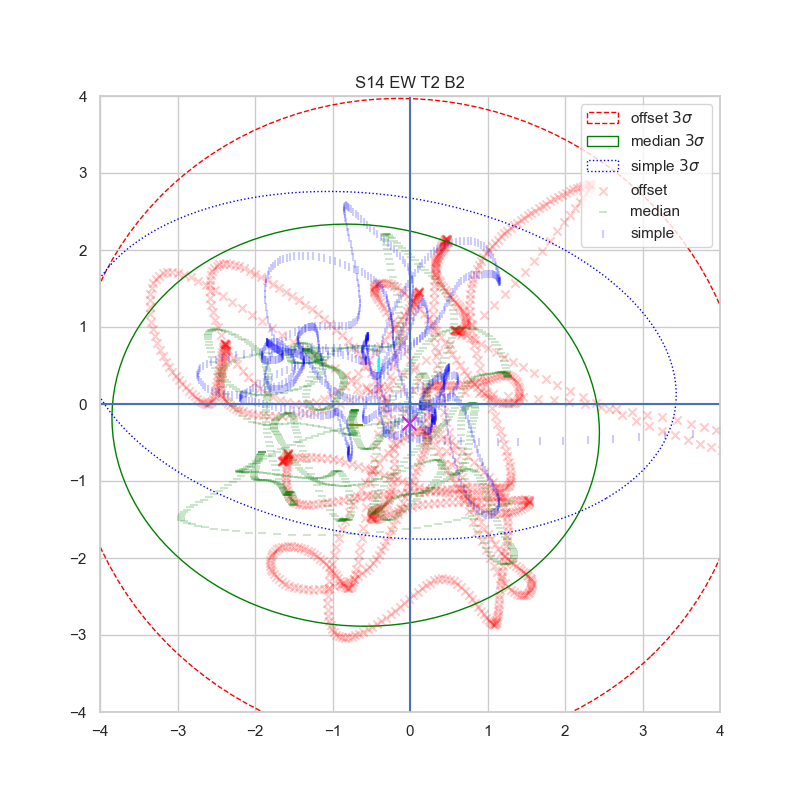 S14 EW T2 B2
offset 3σ
median 3σ
simple 3σ
offset
median
simple
4
3
2
1
0
−1
−2
−3
−4
−4 −3 −2 −1 0 1 2 3 4